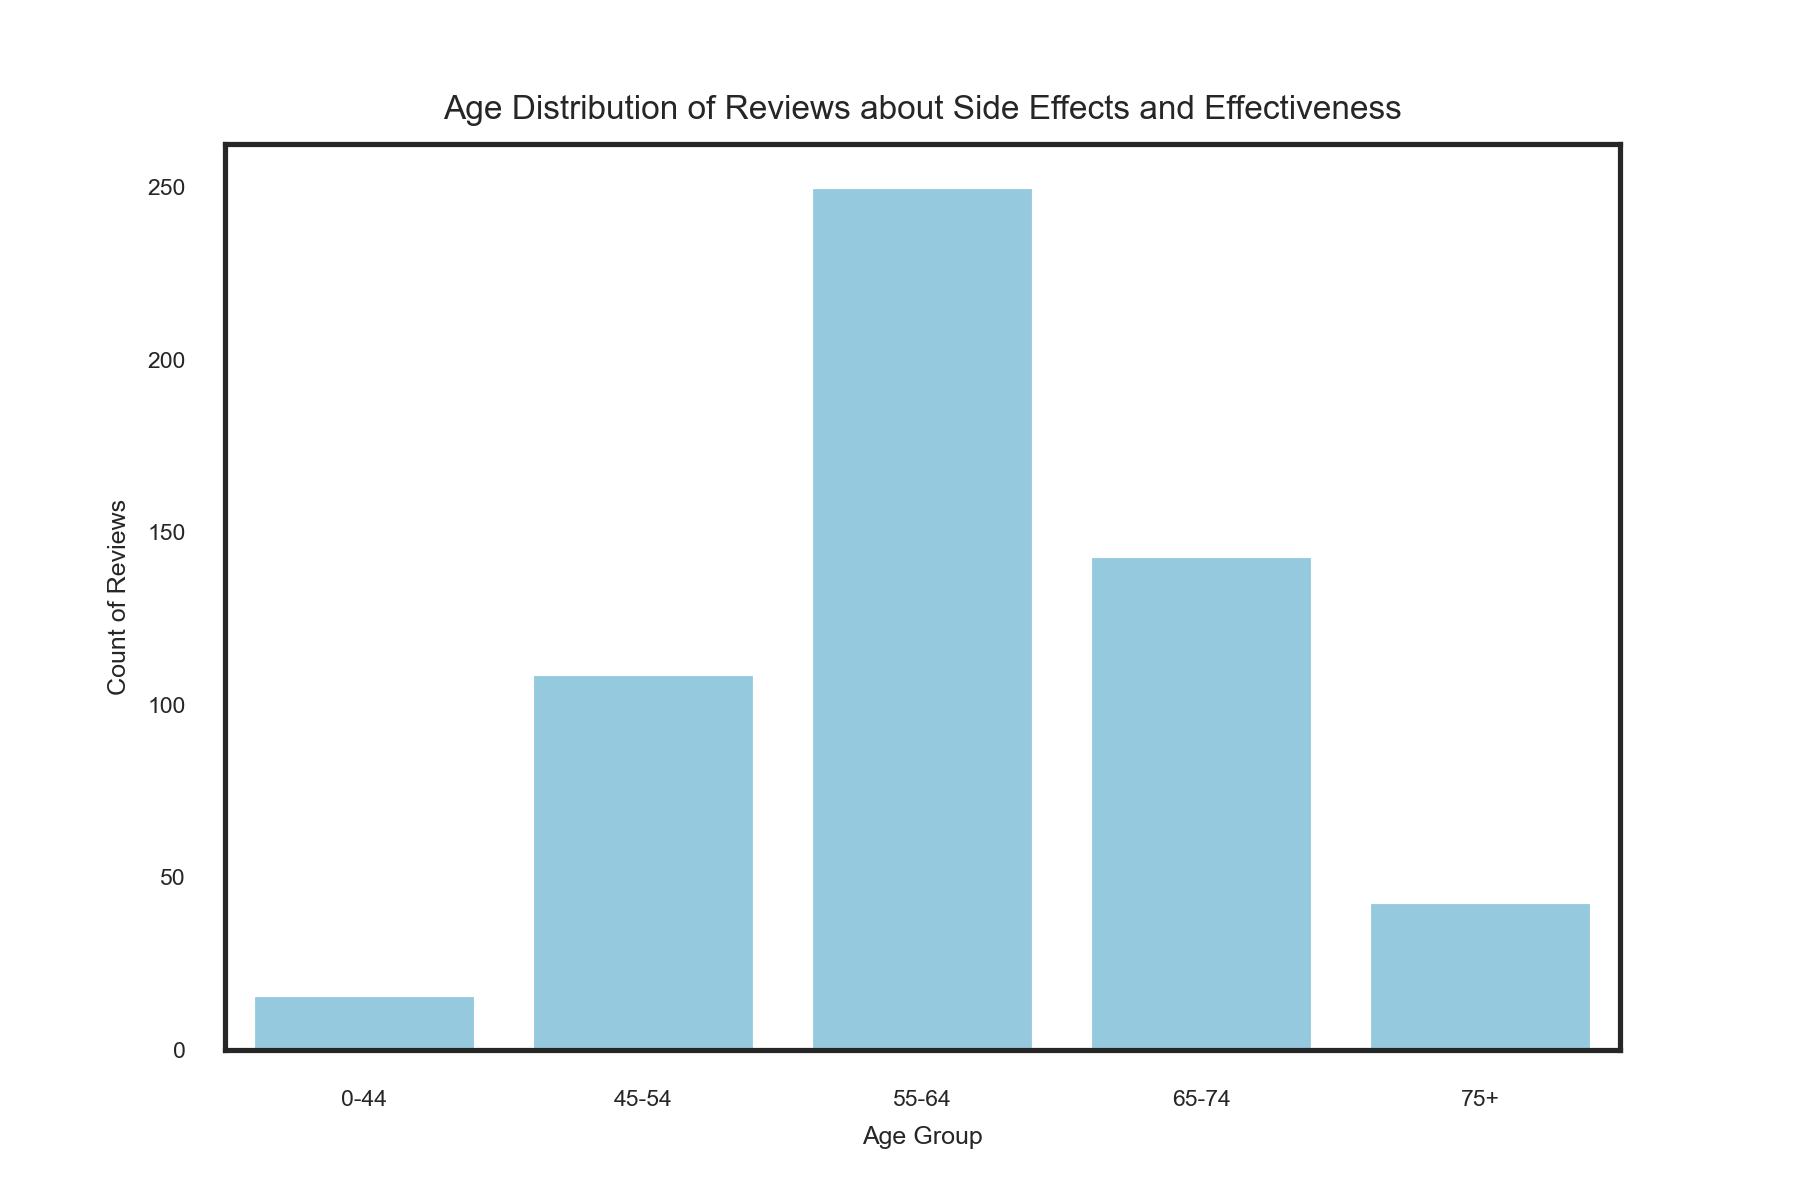 Age Distribution of Reviews about Side Effects and Effectiveness
250
200
150
100
50
0
Count of Reviews
0-44 45-54 55-64 65-74 75+
Age Group